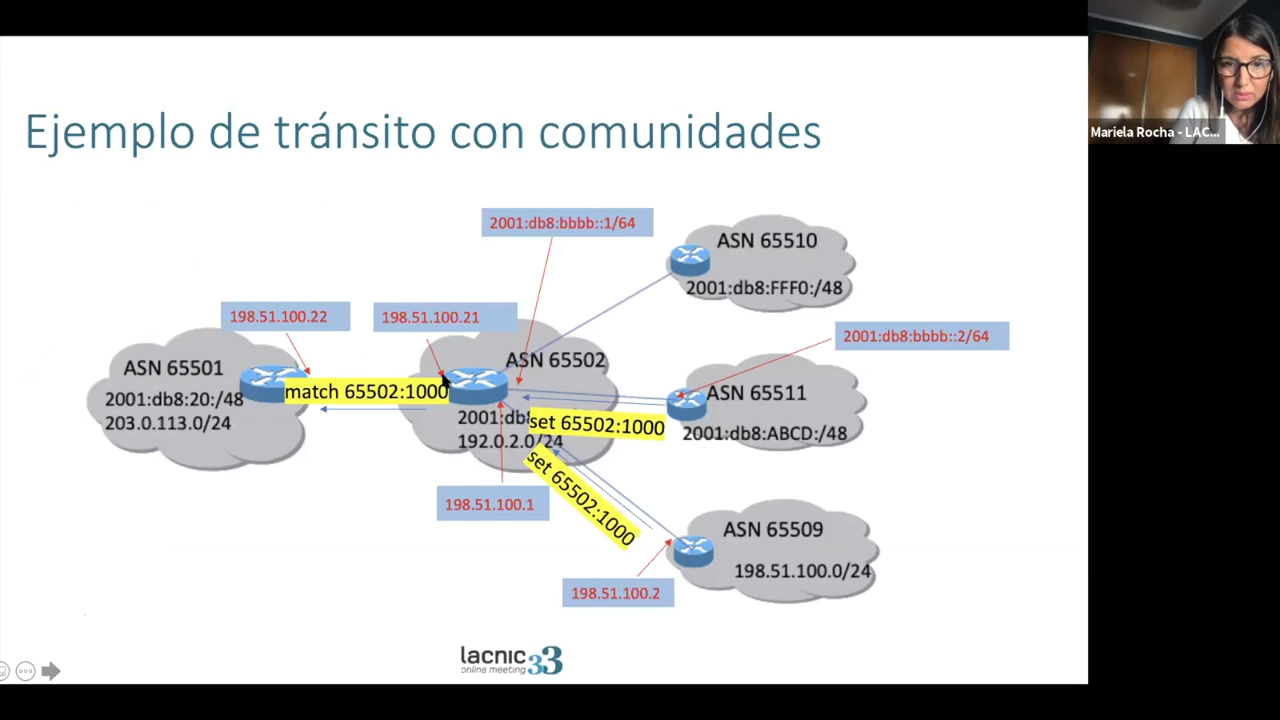 Mariela Rocha - LAC...
Ejemplo de tránsito con comunidades
2001:db8:bbbb::1/64
ASN 65510
2001:db8:FFF0:/48
198.51.100.22
198.51.100.21
2001:db8:bbbb::2/64
ASN 65501
2001:db8:20:/48
203.0.113.0/24
match 65502:1000
ASN 65502
2001:db8
192.0.2.0/24
set 65502:1000
set 65502:1000
ASN 65511
2001:db8:ABCD:/48
198.51.100.1
ASN 65509
198.51.100.0/24
198.51.100.2
lacnic 33
online meeting